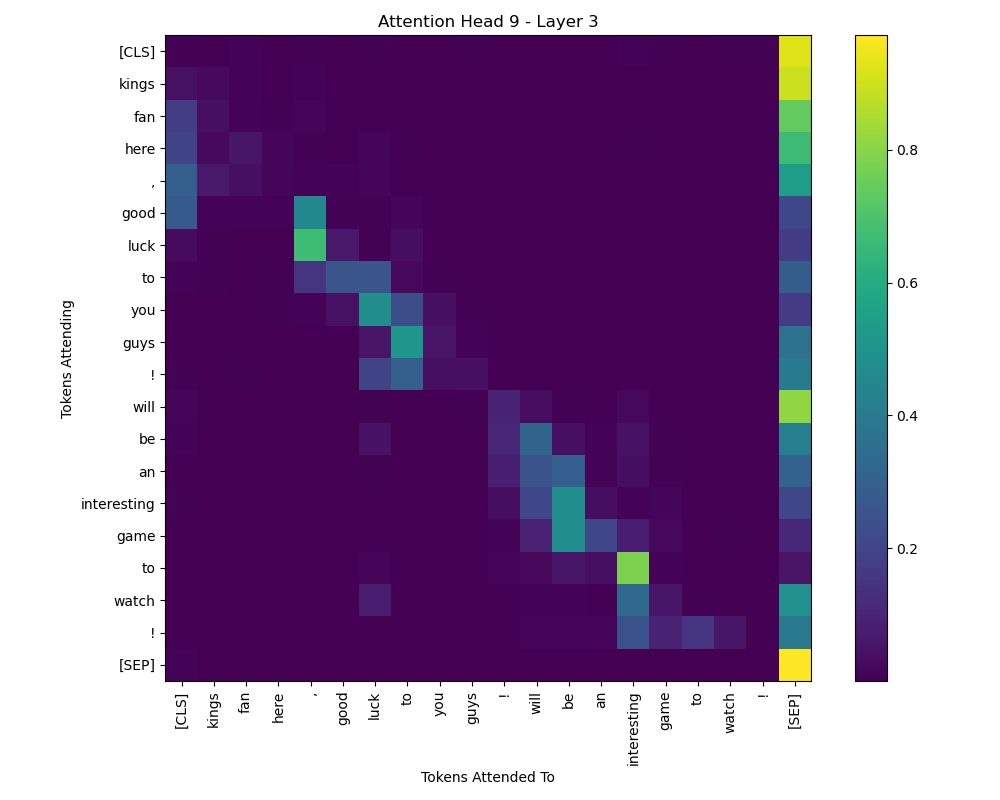 Attention Head 9 - Layer 3
Tokens Attending
[CLS]
kings
fan
here
,
good
luck
to
you
guys
!
will
be
an
interesting
game
to
watch
!
[SEP]
[CLS]
kings
fan
here
,
good
luck
to
you
guys
!
will
be
an
interesting
game
to
watch
!
[SEP]
Tokens Attended To
0.8
0.6
0.4
0.2